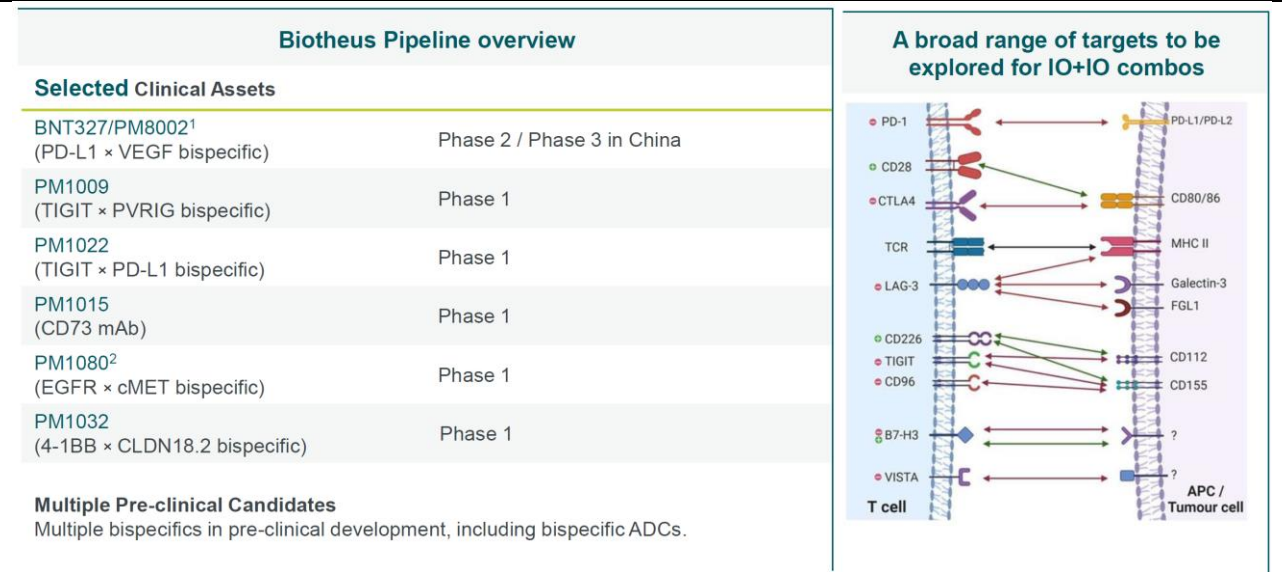 Biotheus Pipeline overview
Selected Clinical Assets
BNT327/PM8002¹
(PD-L1 × VEGF bispecific)
Phase 2 / Phase 3 in China
PM1009
(TIGIT × PVRIG bispecific)
Phase 1
PM1022
(TIGIT × PD-L1 bispecific)
Phase 1
PM1015
(CD73 mAb)
Phase 1
PM1080²
(EGFR × cMET bispecific)
Phase 1
PM1032
(4-1BB × CLDN18.2 bispecific)
Phase 1
Multiple Pre-clinical Candidates
Multiple bispecifics in pre-clinical development, including bispecific ADCs.
A broad range of targets to be
explored for IO+IO combos
PD-1
PD-L1/PD-L2
CD28
CTLA4
CD80/86
TCR
MHC II
LAG-3
Galectin-3
FGL1
CD226
TIGIT
CD112
CD96
CD155
B7-H3
?
VISTA
?
T cell
APC /
Tumour cell